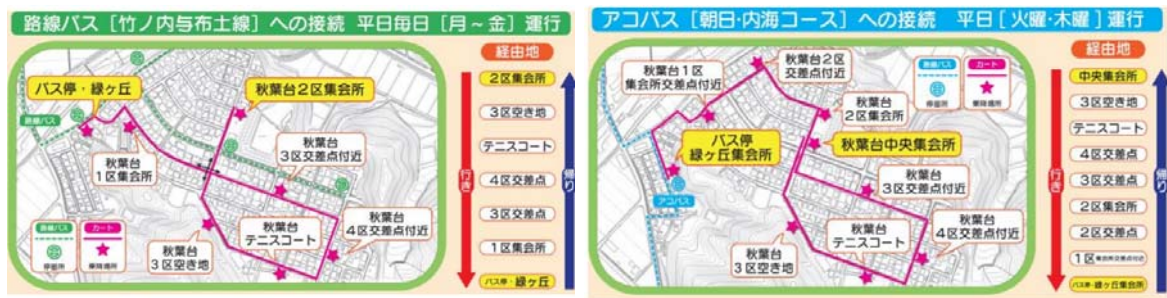 路線バス [竹ノ内与布土線] への接続 平日毎日 [月～金] 運行
バス停・緑ヶ丘
秋葉台2区集会所
路線バス
秋葉台
1区集会所
秋葉台
3区交差点付近
秋葉台
4区交差点付近
秋葉台
テニスコート
秋葉台
3区空き地
路線バス
停留所
カート
乗降場所
経由地
2区集会所
3区空き地
テニスコート
4区交差点
3区交差点
1区集会所
バス停・緑ヶ丘
行き
帰り
アコバス [朝日・内海コース] への接続 平日 [火曜・木曜] 運行
秋葉台1区
集会所交差点付近
秋葉台2区
交差点付近
路線バス
停留所
カート
乗降場所
秋葉台
2区集会所
バス停
緑ヶ丘集会所
秋葉台中央集会所
アコバス
秋葉台
3区交差点付近
秋葉台
テニスコート
秋葉台
4区交差点付近
秋葉台
3区空き地
経由地
中央集会所
3区空き地
テニスコート
4区交差点
3区交差点
2区集会所
2区交差点
1区集会所交差点付近
バス停・緑ヶ丘集会所
行き
帰り